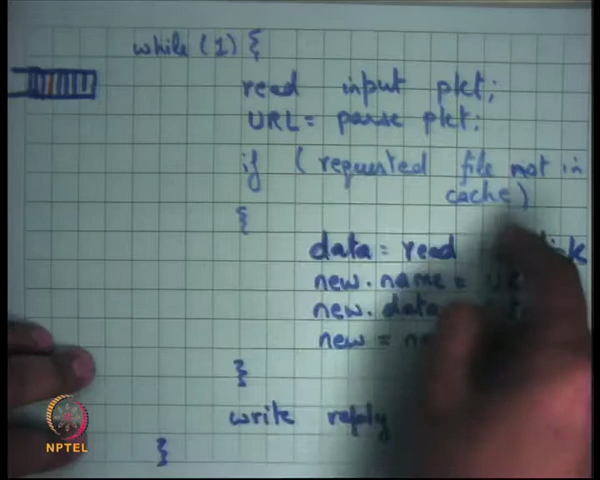 while (1) {
read input pkt;
URL = parse pkt;
if (requested file not in
cache)
{
data = read
new.name =
new.data
new =
}
write reply
}
NPTEL